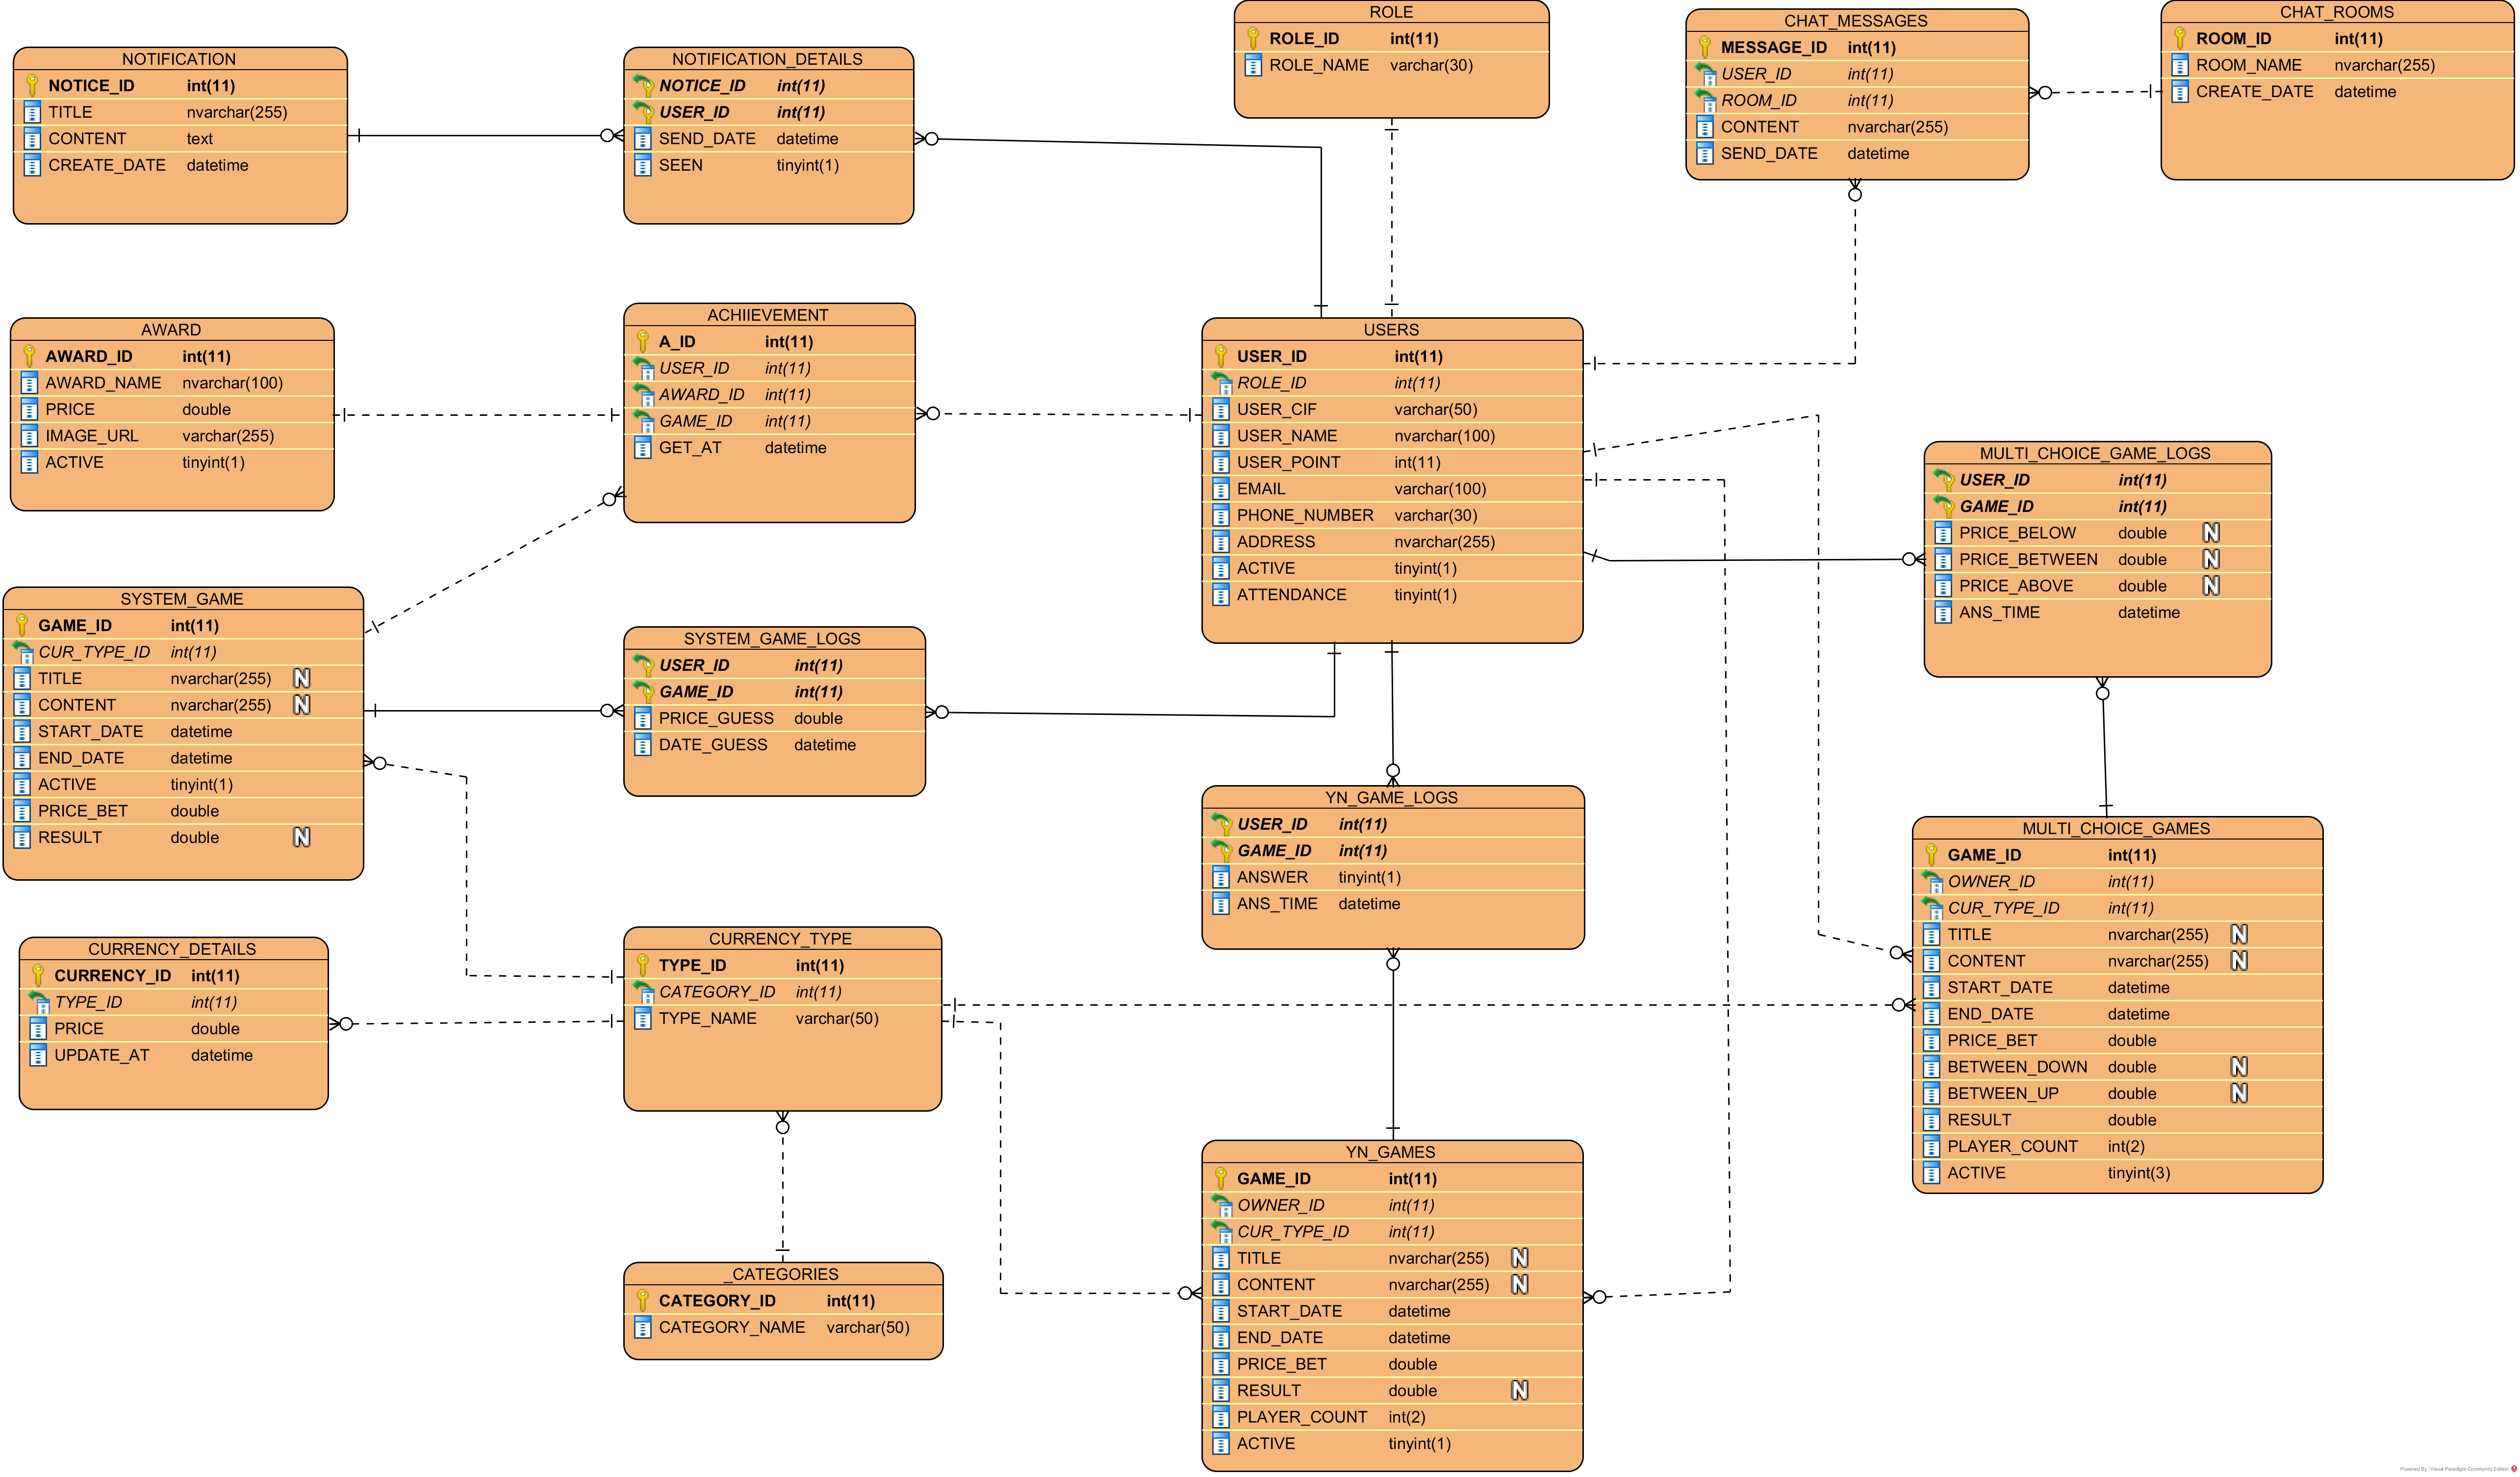 NOTIFICATION
NOTICE_ID int(11)
TITLE nvarchar(255)
CONTENT text
CREATE_DATE datetime
NOTIFICATION_DETAILS
NOTICE_ID int(11)
USER_ID int(11)
SEND_DATE datetime
SEEN tinyint(1)
ROLE
ROLE_ID int(11)
ROLE_NAME varchar(30)
CHAT_MESSAGES
MESSAGE_ID int(11)
USER_ID int(11)
ROOM_ID int(11)
CONTENT nvarchar(255)
SEND_DATE datetime
CHAT_ROOMS
ROOM_ID int(11)
ROOM_NAME nvarchar(255)
CREATE_DATE datetime
AWARD
AWARD_ID int(11)
AWARD_NAME nvarchar(100)
PRICE double
IMAGE_URL varchar(255)
ACTIVE tinyint(1)
ACHIIEVEMENT
A_ID int(11)
USER_ID int(11)
AWARD_ID int(11)
GAME_ID int(11)
GET_AT datetime
USERS
USER_ID int(11)
ROLE_ID int(11)
USER_CIF varchar(50)
USER_NAME nvarchar(100)
USER_POINT int(11)
EMAIL varchar(100)
PHONE_NUMBER varchar(30)
ADDRESS nvarchar(255)
ACTIVE tinyint(1)
ATTENDANCE tinyint(1)
MULTI_CHOICE_GAME_LOGS
USER_ID int(11)
GAME_ID int(11)
PRICE_BELOW double N
PRICE_BETWEEN double N
PRICE_ABOVE double N
ANS_TIME datetime
SYSTEM_GAME
GAME_ID int(11)
CUR_TYPE_ID int(11)
TITLE nvarchar(255) N
CONTENT nvarchar(255) N
START_DATE datetime
END_DATE datetime
ACTIVE tinyint(1)
PRICE_BET double
RESULT double N
SYSTEM_GAME_LOGS
USER_ID int(11)
GAME_ID int(11)
PRICE_GUESS double
DATE_GUESS datetime
YN_GAME_LOGS
USER_ID int(11)
GAME_ID int(11)
ANSWER tinyint(1)
ANS_TIME datetime
MULTI_CHOICE_GAMES
GAME_ID int(11)
OWNER_ID int(11)
CUR_TYPE_ID int(11)
TITLE nvarchar(255) N
CONTENT nvarchar(255) N
START_DATE datetime
END_DATE datetime
PRICE_BET double
BETWEEN_DOWN double N
BETWEEN_UP double N
RESULT double
PLAYER_COUNT int(2)
ACTIVE tinyint(3)
CURRENCY_DETAILS
CURRENCY_ID int(11)
TYPE_ID int(11)
PRICE double
UPDATE_AT datetime
CURRENCY_TYPE
TYPE_ID int(11)
CATEGORY_ID int(11)
TYPE_NAME varchar(50)
_CATEGORIES
CATEGORY_ID int(11)
CATEGORY_NAME varchar(50)
YN_GAMES
GAME_ID int(11)
OWNER_ID int(11)
CUR_TYPE_ID int(11)
TITLE nvarchar(255) N
CONTENT nvarchar(255) N
START_DATE datetime
END_DATE datetime
PRICE_BET double
RESULT double N
PLAYER_COUNT int(2)
ACTIVE tinyint(1)
Powered By Visual Paradigm Community Edition